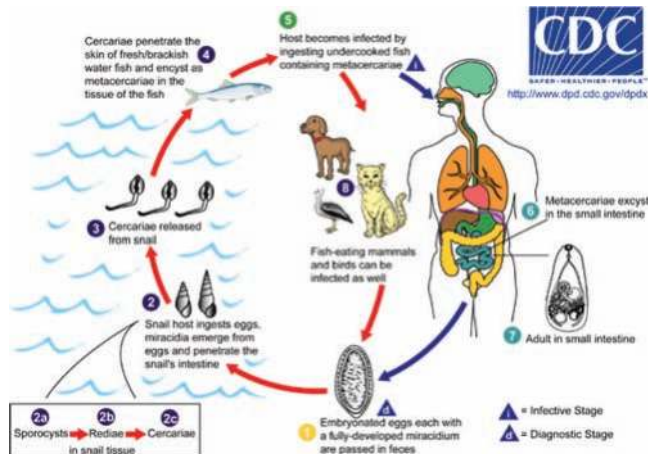 5
Host becomes infected by
ingesting undercooked fish
containing metacercariae
i
CDC
SAFER • HEALTHIER • PEOPLE™
http://www.dpd.cdc.gov/dpdx
4
Cercariae penetrate the
skin of fresh/brackish
water fish and encyst as
metacercariae in the
tissue of the fish
3
Cercariae released
from snail
8
Fish-eating mammals
and birds can be
infected as well
6
Metacercariae excyst
in the small intestine
7
Adult in small intestine
2
Snail host ingests eggs,
miracidia emerge from
eggs and penetrate the
snail's intestine
2a 2b 2c
Sporocysts Rediae Cercariae
in snail tissue
d
1
Embryonated eggs each with
a fully-developed miracidium
are passed in feces
i = Infective Stage
d = Diagnostic Stage